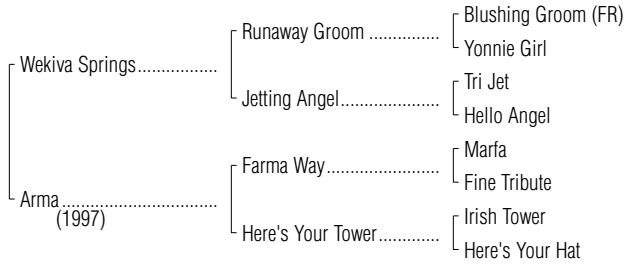 Blushing Groom (FR)
Runaway Groom ................
Yonnie Girl
Wekiva Springs..................
Tri Jet
Jetting Angel......................
Hello Angel
Marfa
Farma Way.........................
Fine Tribute
Arma...................................
(1997)
Irish Tower
Here's Your Tower.............
Here's Your Hat